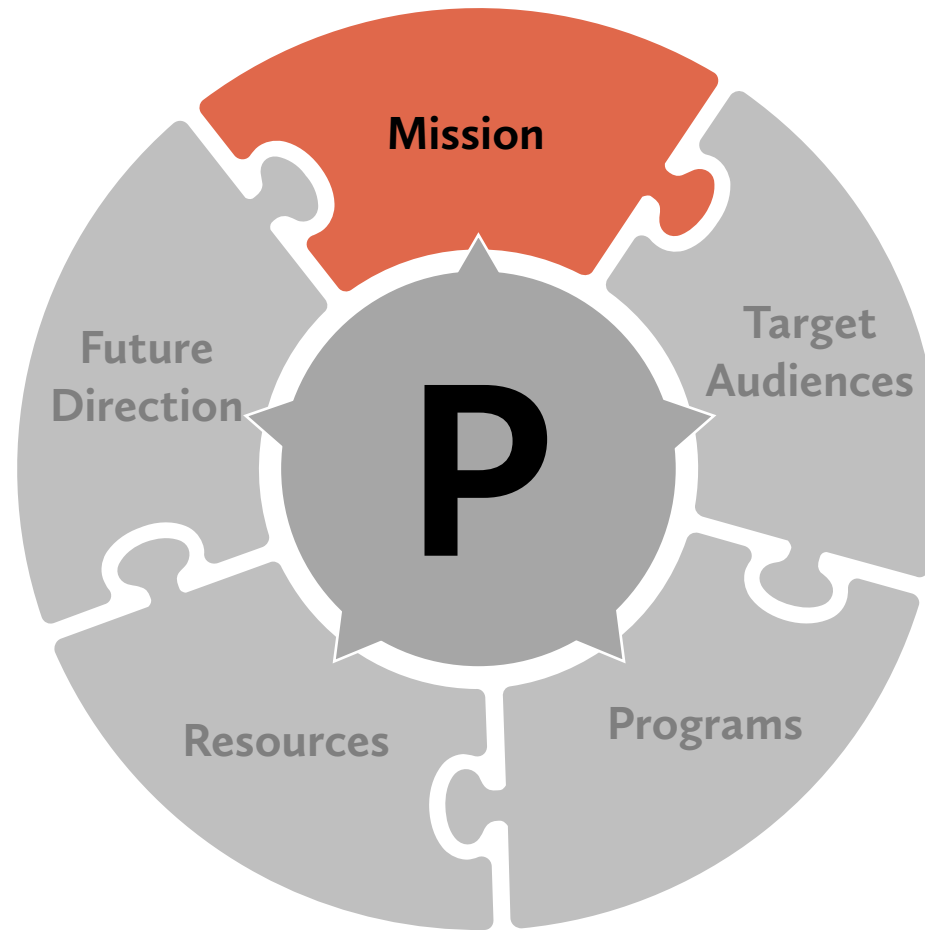 Mission
Target
Audiences
Programs
Resources
Future
Direction
P